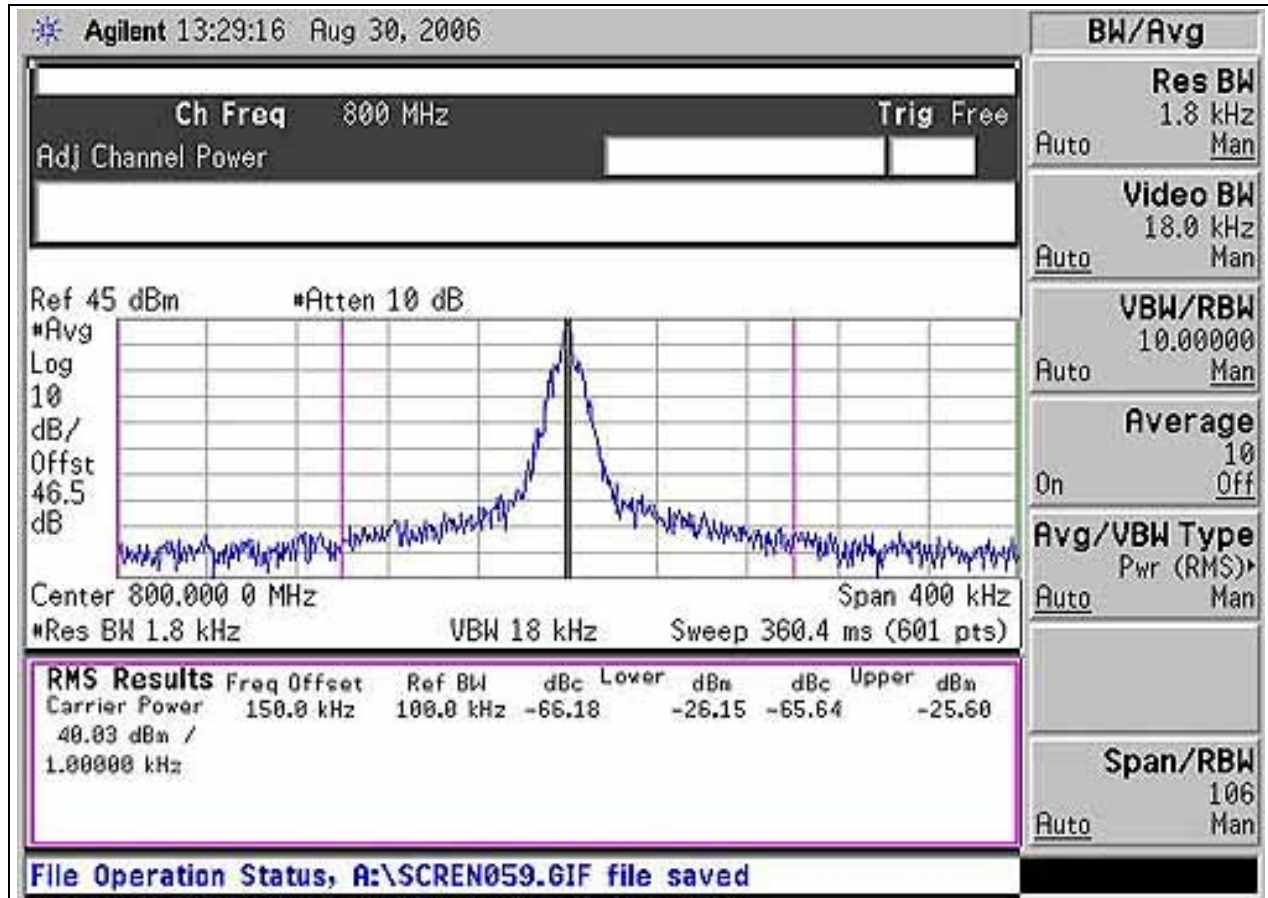 Agilent 13:29:16 Aug 30, 2006
Ch Freq 800 MHz Trig Free
Adj Channel Power
Ref 45 dBm #Atten 10 dB
#Avg
Log
10
dB/
Offst
46.5
dB
Center 800.000 0 MHz Span 400 kHz
#Res BW 1.8 kHz VBW 18 kHz Sweep 360.4 ms (601 pts)
RMS Results Freq Offset Ref BW dBc Lower dBm dBc Upper dBm
Carrier Power 150.0 kHz 100.0 kHz -66.18 -26.15 -65.64 -25.60
40.03 dBm /
1.00000 kHz
File Operation Status, A:\SCREN059.GIF file saved
BW/Avg
Res BW
1.8 kHz
Auto Man
Video BW
18.0 kHz
Auto Man
VBW/RBW
10.00000
Auto Man
Average
10
On Off
Avg/VBW Type
Pwr (RMS)
Auto Man
Span/RBW
106
Auto Man